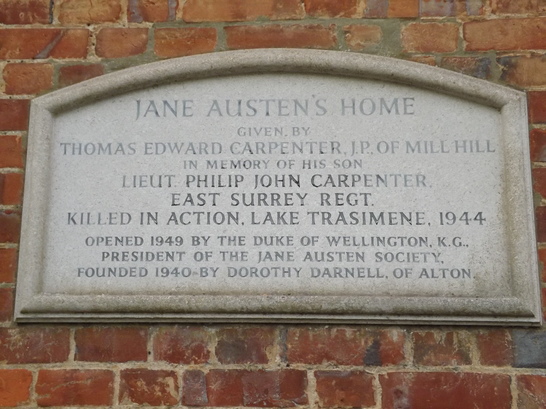 JANE AUSTEN'S HOME
GIVEN, BY
THOMAS EDWARD CARPENTER, J.P. OF MILL HILL
IN MEMORY OF HIS SON
LIEUT. PHILIP JOHN CARPENTER,
EAST SURREY REGT.
KILLED IN ACTION, LAKE TRASIMENE, 1944
OPENED 1949 BY THE DUKE OF WELLINGTON, K.G.,
PRESIDENT OF THE JANE AUSTEN SOCIETY,
FOUNDED 1940 BY DOROTHY DARNELL, OF ALTON.